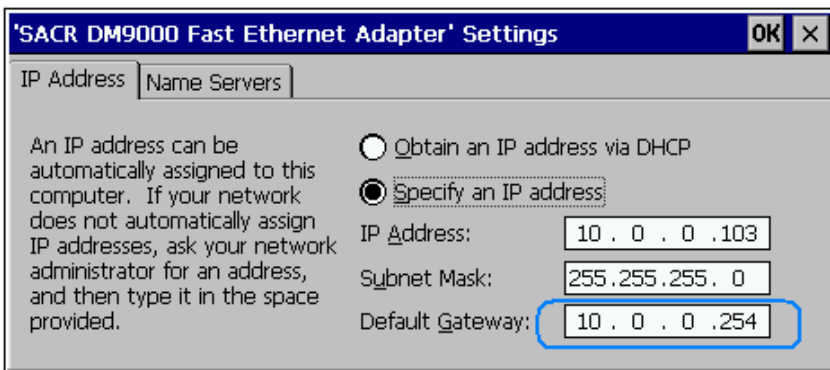 'SACR DM9000 Fast Ethernet Adapter' Settings OK ×
IP Address Name Servers
An IP address can be
automatically assigned to this
computer. If your network
does not automatically assign
IP addresses, ask your network
administrator for an address,
and then type it in the space
provided.
Obtain an IP address via DHCP
Specify an IP address
IP Address: 10 . 0 . 0 .103
Subnet Mask: 255.255.255. 0
Default Gateway: 10 . 0 . 0 .254